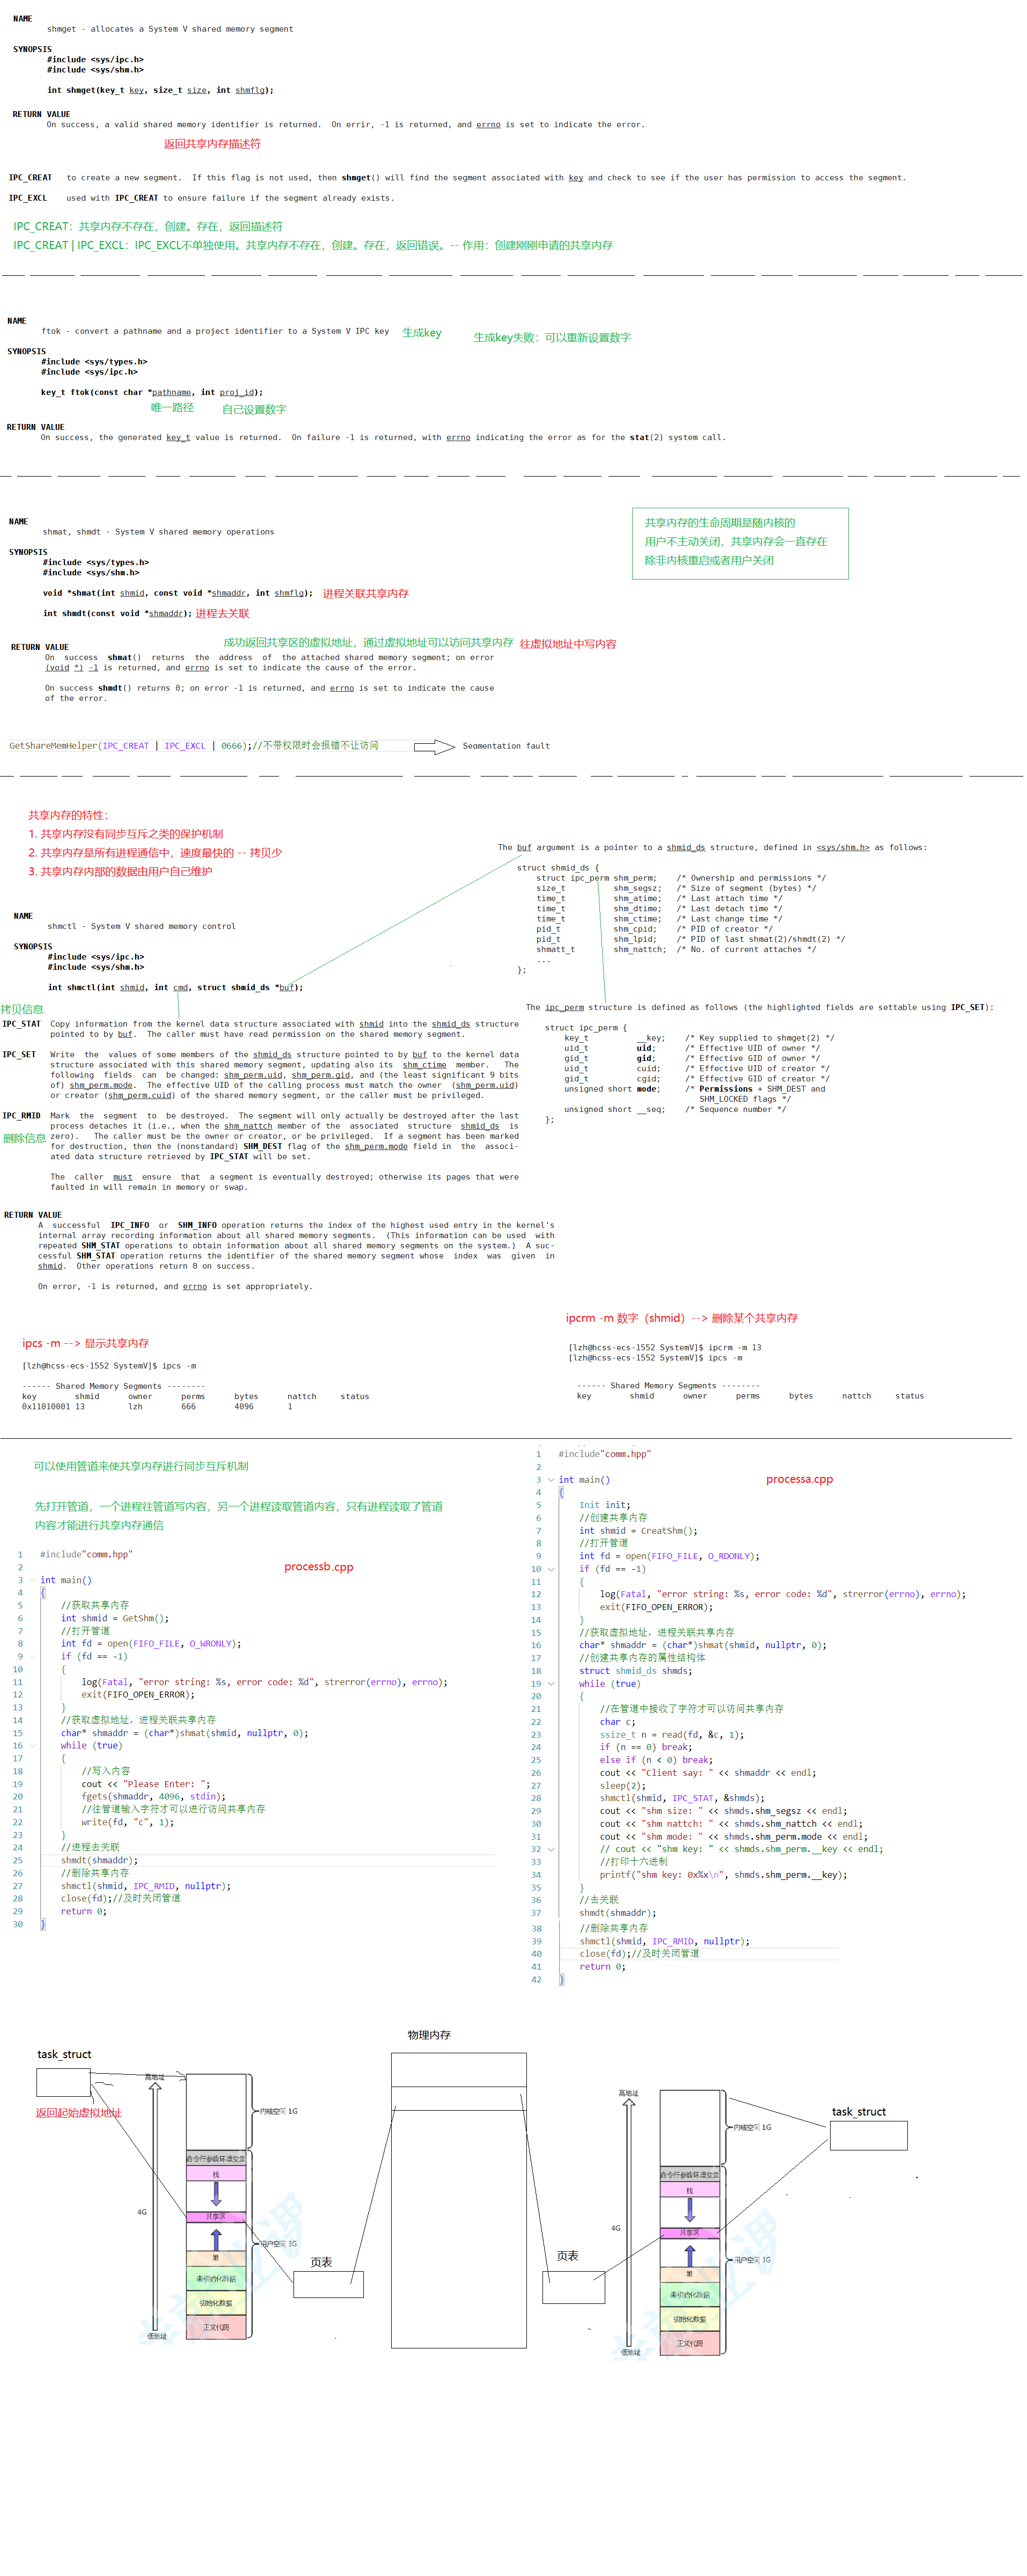 NAME
shmget - allocates a System V shared memory segment
SYNOPSIS
#include <sys/ipc.h>
#include <sys/shm.h>
int shmget(key_t key, size_t size, int shmflg);
RETURN VALUE
On success, a valid shared memory identifier is returned.  On errir, -1 is returned, and errno is set to indicate the error.
返回共享内存描述符
IPC_CREAT   to create a new segment.  If this flag is not used, then shmget() will find the segment associated with key and check to see if the user has permission to access the segment.
IPC_EXCL    used with IPC_CREAT to ensure failure if the segment already exists.
IPC_CREAT：共享内存不存在，创建。存在，返回描述符
IPC_CREAT | IPC_EXCL：IPC_EXCL不单独使用。共享内存不存在，创建。存在，返回错误。-- 作用：创建刚刚申请的共享内存
NAME
ftok - convert a pathname and a project identifier to a System V IPC key
生成key
生成key失败：可以重新设置数字
SYNOPSIS
#include <sys/types.h>
#include <sys/ipc.h>
key_t ftok(const char *pathname, int proj_id);
唯一路径
自己设置数字
RETURN VALUE
On success, the generated key_t value is returned.  On failure -1 is returned, with errno indicating the error as for the stat(2) system call.
NAME
shmat, shmdt - System V shared memory operations
SYNOPSIS
#include <sys/types.h>
#include <sys/shm.h>
void *shmat(int shmid, const void *shmaddr, int shmflg);
进程关联共享内存
int shmdt(const void *shmaddr);
进程去关联
共享内存的生命周期是随内核的
用户不主动关闭，共享内存会一直存在
除非内核重启或者用户关闭
成功返回共享区的虚拟地址，通过虚拟地址可以访问共享内存
往虚拟地址中写内容
RETURN VALUE
On success shmat() returns the address of the attached shared memory segment; on error
(void *) -1 is returned, and errno is set to indicate the cause of the error.
On success shmdt() returns 0; on error -1 is returned, and errno is set to indicate the cause
of the error.
GetShareMemHelper(IPC_CREAT | IPC_EXCL | 0666);//不带权限时会报错不让访问
Segmentation fault
共享内存的特性：
1. 共享内存没有同步互斥之类的保护机制
2. 共享内存是所有进程通信中，速度最快的 -- 拷贝少
3. 共享内存内部的数据由用户自己维护
NAME
shmctl - System V shared memory control
SYNOPSIS
#include <sys/ipc.h>
#include <sys/shm.h>
int shmctl(int shmid, int cmd, struct shmid_ds *buf);
The buf argument is a pointer to a shmid_ds structure, defined in <sys/shm.h> as follows:
struct shmid_ds {
struct ipc_perm shm_perm;    /* Ownership and permissions */
size_t          shm_segsz;   /* Size of segment (bytes) */
time_t          shm_atime;   /* Last attach time */
time_t          shm_dtime;   /* Last detach time */
time_t          shm_ctime;   /* Last change time */
pid_t           shm_cpid;    /* PID of creator */
pid_t           shm_lpid;    /* PID of last shmat(2)/shmdt(2) */
shmatt_t        shm_nattch;  /* No. of current attaches */
...
};
The ipc_perm structure is defined as follows (the highlighted fields are settable using IPC_SET):
struct ipc_perm {
key_t          __key;    /* Key supplied to shmget(2) */
uid_t          uid;      /* Effective UID of owner */
gid_t          gid;      /* Effective GID of owner */
uid_t          cuid;     /* Effective UID of creator */
gid_t          cgid;     /* Effective GID of creator */
unsigned short mode;     /* Permissions + SHM_DEST and
SHM_LOCKED flags */
unsigned short __seq;    /* Sequence number */
};
拷贝信息
IPC_STAT  Copy information from the kernel data structure associated with shmid into the shmid_ds structure
pointed to by buf.  The caller must have read permission on the shared memory segment.
IPC_SET   Write the values of some members of the shmid_ds structure pointed to by buf to the kernel data
structure associated with this shared memory segment, updating also its shm_ctime member.  The
following fields can be changed: shm_perm.uid, shm_perm.gid, and (the least significant 9 bits
of) shm_perm.mode.  The effective UID of the calling process must match the owner (shm_perm.uid)
or creator (shm_perm.cuid) of the shared memory segment, or the caller must be privileged.
IPC_RMID  Mark the segment to be destroyed.  The segment will only actually be destroyed after the last
process detaches it (i.e., when the shm_nattch member of the associated structure shmid_ds is
删除信息
zero).  The caller must be the owner or creator, or be privileged.  If a segment has been marked
for destruction, then the (nonstandard) SHM_DEST flag of the shm_perm.mode field in the associ-
ated data structure retrieved by IPC_STAT will be set.
The caller must ensure that a segment is eventually destroyed; otherwise its pages that were
faulted in will remain in memory or swap.
RETURN VALUE
A successful IPC_INFO or SHM_INFO operation returns the index of the highest used entry in the kernel's
internal array recording information about all shared memory segments.  (This information can be used with
repeated SHM_STAT operations to obtain information about all shared memory segments on the system.)  A suc-
cessful SHM_STAT operation returns the identifier of the shared memory segment whose index was given in
shmid.  Other operations return 0 on success.
On error, -1 is returned, and errno is set appropriately.
ipcs -m --> 显示共享内存
[lzh@hcss-ecs-1552 SystemV]$ ipcs -m
------ Shared Memory Segments --------
key        shmid      owner      perms      bytes      nattch     status
0x11010001 13         lzh        666        4096       1
ipcrm -m 数字（shmid）--> 删除某个共享内存
[lzh@hcss-ecs-1552 SystemV]$ ipcrm -m 13
[lzh@hcss-ecs-1552 SystemV]$ ipcs -m
------ Shared Memory Segments --------
key        shmid      owner      perms      bytes      nattch     status
可以使用管道来使共享内存进行同步互斥机制
先打开管道，一个进程往管道写内容，另一个进程读取管道内容，只有进程读取了管道
内容才能进行共享内存通信
processb.cpp
1 #include"comm.hpp"
2
3 int main()
4 {
5 //获取共享内存
6 int shmid = GetShm();
7 //打开管道
8 int fd = open(FIFO_FILE, O_WRONLY);
9 if (fd == -1)
10 {
11 log(Fatal, "error string: %s, error code: %d", strerror(errno), errno);
12 exit(FIFO_OPEN_ERROR);
13 }
14 //获取虚拟地址，进程关联共享内存
15 char* shmaddr = (char*)shmat(shmid, nullptr, 0);
16 while (true)
17 {
18 //写入内容
19 cout << "Please Enter: ";
20 fgets(shmaddr, 4096, stdin);
21 //往管道输入字符才可以进行访问共享内存
22 write(fd, "c", 1);
23 }
24 //进程去关联
25 shmdt(shmaddr);
26 //删除共享内存
27 shmctl(shmid, IPC_RMID, nullptr);
28 close(fd);//及时关闭管道
29 return 0;
30 }
processa.cpp
1 #include"comm.hpp"
2
3 int main()
4 {
5 Init init;
6 //创建共享内存
7 int shmid = CreatShm();
8 //打开管道
9 int fd = open(FIFO_FILE, O_RDONLY);
10 if (fd == -1)
11 {
12 log(Fatal, "error string: %s, error code: %d", strerror(errno), errno);
13 exit(FIFO_OPEN_ERROR);
14 }
15 //获取虚拟地址，进程关联共享内存
16 char* shmaddr = (char*)shmat(shmid, nullptr, 0);
17 //创建共享内存的属性结构体
18 struct shmid_ds shmds;
19 while (true)
20 {
21 //在管道中接收了字符才可以访问共享内存
22 char c;
23 ssize_t n = read(fd, &c, 1);
24 if (n == 0) break;
25 else if (n < 0) break;
26 cout << "Client say: " << shmaddr << endl;
27 sleep(2);
28 shmctl(shmid, IPC_STAT, &shmds);
29 cout << "shm size: " << shmds.shm_segsz << endl;
30 cout << "shm nattch: " << shmds.shm_nattch << endl;
31 cout << "shm mode: " << shmds.shm_perm.mode << endl;
32 // cout << "shm key: " << shmds.shm_perm.__key << endl;
33 //打印十六进制
34 printf("shm key: 0x%x\n", shmds.shm_perm.__key);
35 }
36 //去关联
37 shmdt(shmaddr);
38 //删除共享内存
39 shmctl(shmid, IPC_RMID, nullptr);
40 close(fd);//及时关闭管道
41 return 0;
42 }
物理内存
task_struct
返回起始虚拟地址
高地址
内核空间 1G
命令行参数环境变量
栈
共享区
4G
用户空间 3G
堆
未初始化数据
初始化数据
正文代码
低地址
页表
页表
高地址
task_struct
内核空间 1G
命令行参数环境变量
栈
共享区
4G
用户空间 3G
堆
未初始化数据
初始化数据
正文代码
低地址